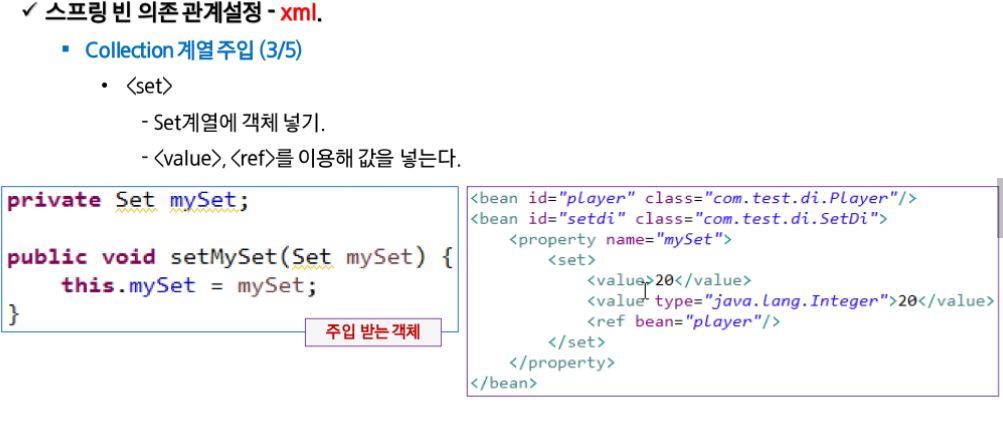 ✓ 스프링 빈 의존 관계설정 - xml.
▪ Collection 계열 주입 (3/5)
• <set>
- Set계열에 객체 넣기.
- <value>, <ref>를 이용해 값을 넣는다.
private Set mySet;
public void setMySet(Set mySet) {
this.mySet = mySet;
}
주입 받는 객체
<bean id="player" class="com.test.di.Player"/>
<bean id="setdi" class="com.test.di.SetDi">
<property name="mySet">
<set>
<value>20</value>
<value type="java.lang.Integer">20</value>
<ref bean="player"/>
</set>
</property>
</bean>